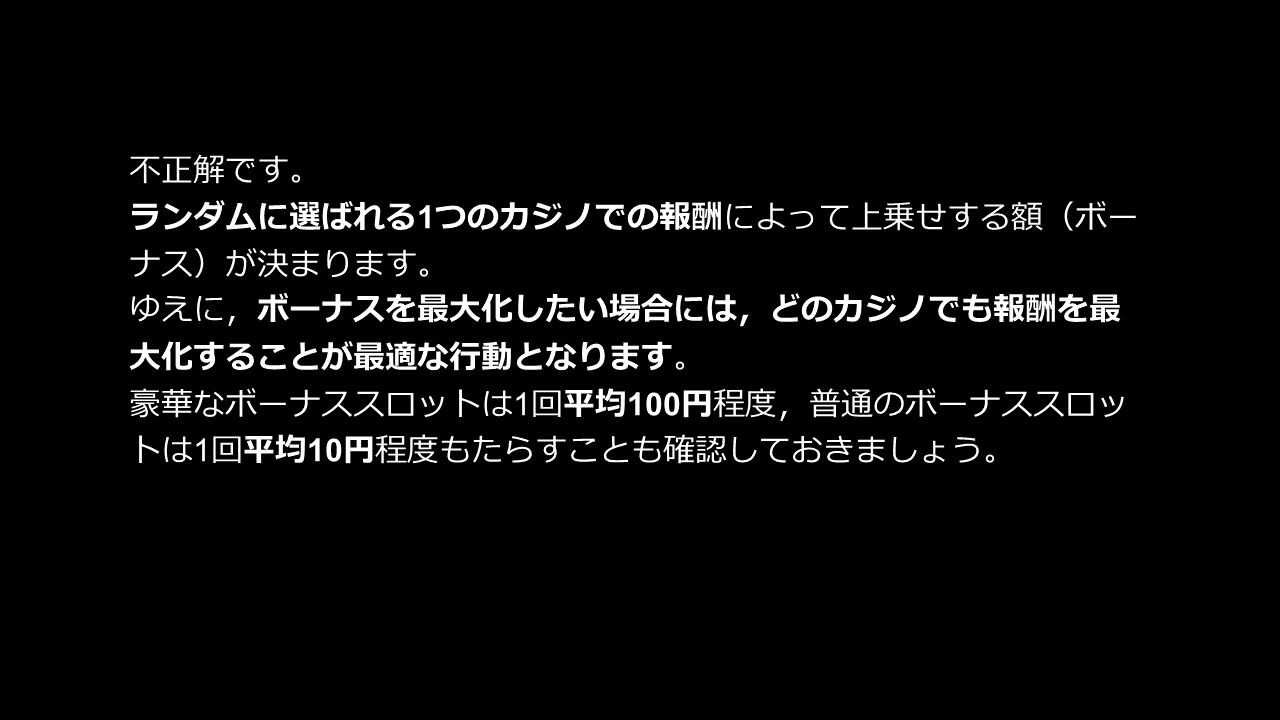 不正解です。
ランダムに選ばれる1つのカジノでの報酬によって上乗せする額（ボー
ナス）が決まります。
ゆえに，ボーナスを最大化したい場合には，どのカジノでも報酬を最
大化することが最適な行動となります。
豪華なボーナススロットは1回平均100円程度，普通のボーナススロッ
トは1回平均10円程度もたらすことも確認しておきましょう。